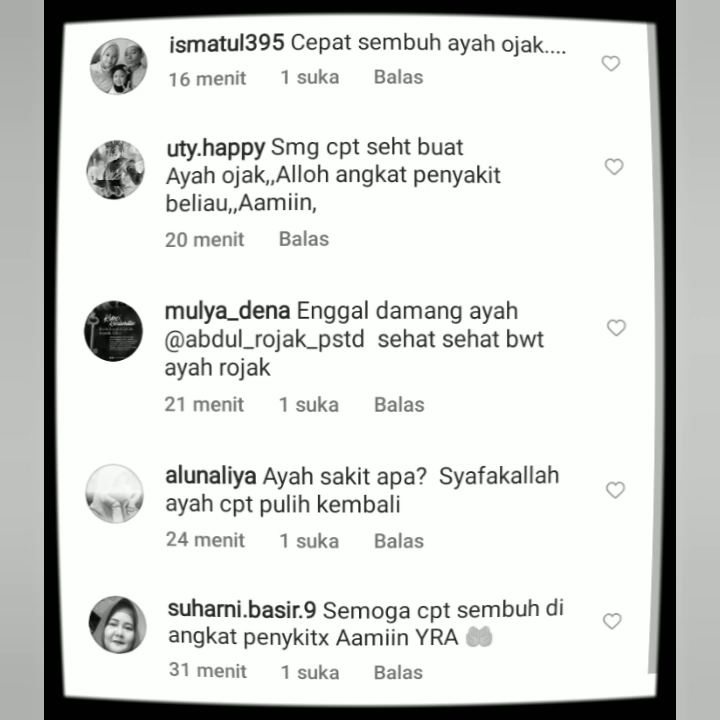 ismatul395 Cepat sembuh ayah ojak....
16 menit 1 suka Balas
uty.happy Smg cpt seht buat
Ayah ojak,,Alloh angkat penyakit
beliau,,Aamiin,
20 menit Balas
mulya_dena Enggal damang ayah
@abdul_rojak_pstd sehat sehat bwt
ayah rojak
21 menit 1 suka Balas
alunaliya Ayah sakit apa? Syafakallah
ayah cpt pulih kembali
24 menit 1 suka Balas
suharni.basir.9 Semoga cpt sembuh di
angkat penykitx Aamiin YRA 🤲
31 menit 1 suka Balas